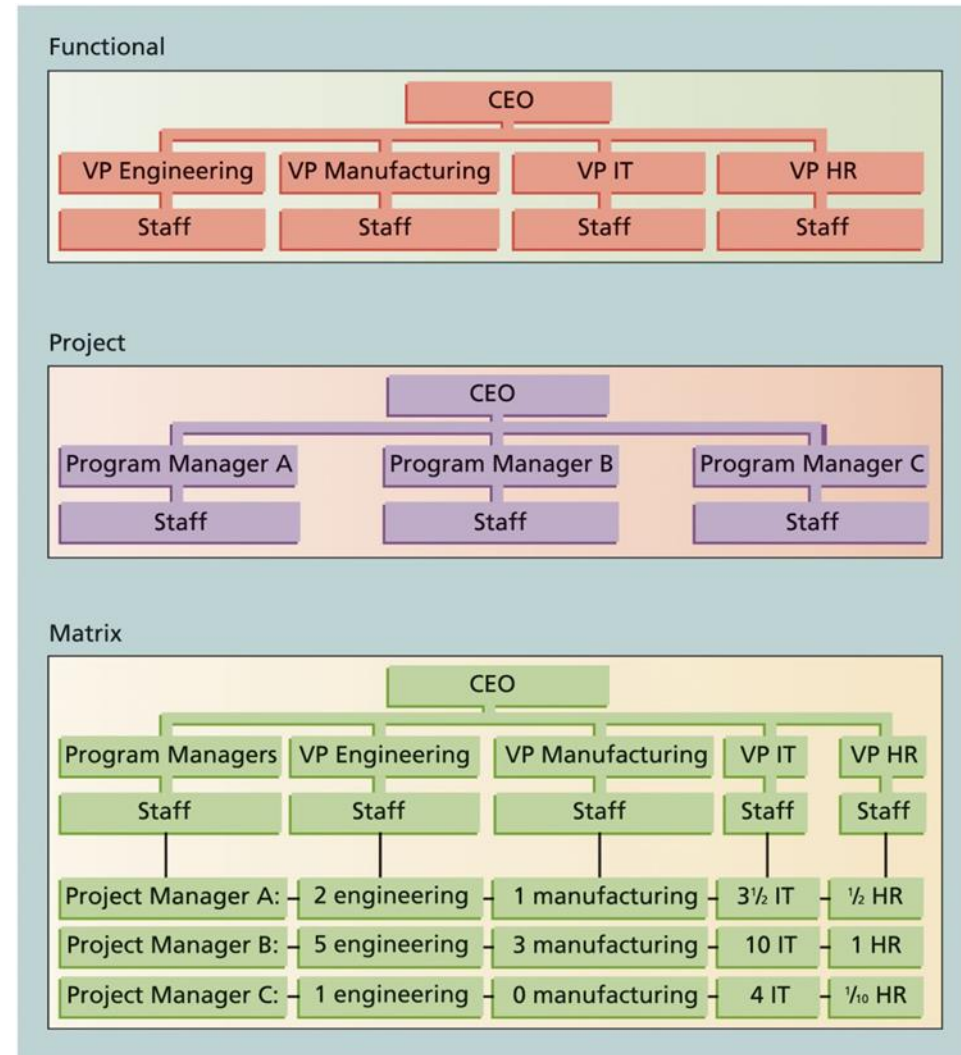 Functional
CEO
VP Engineering VP Manufacturing VP IT VP HR
Staff Staff Staff Staff
Project
CEO
Program Manager A Program Manager B Program Manager C
Staff Staff Staff
Matrix
CEO
Program Managers VP Engineering VP Manufacturing VP IT VP HR
Staff Staff Staff Staff Staff
Project Manager A: 2 engineering 1 manufacturing 3½ IT ½ HR
Project Manager B: 5 engineering 3 manufacturing 10 IT 1 HR
Project Manager C: 1 engineering 0 manufacturing 4 IT ⅒ HR